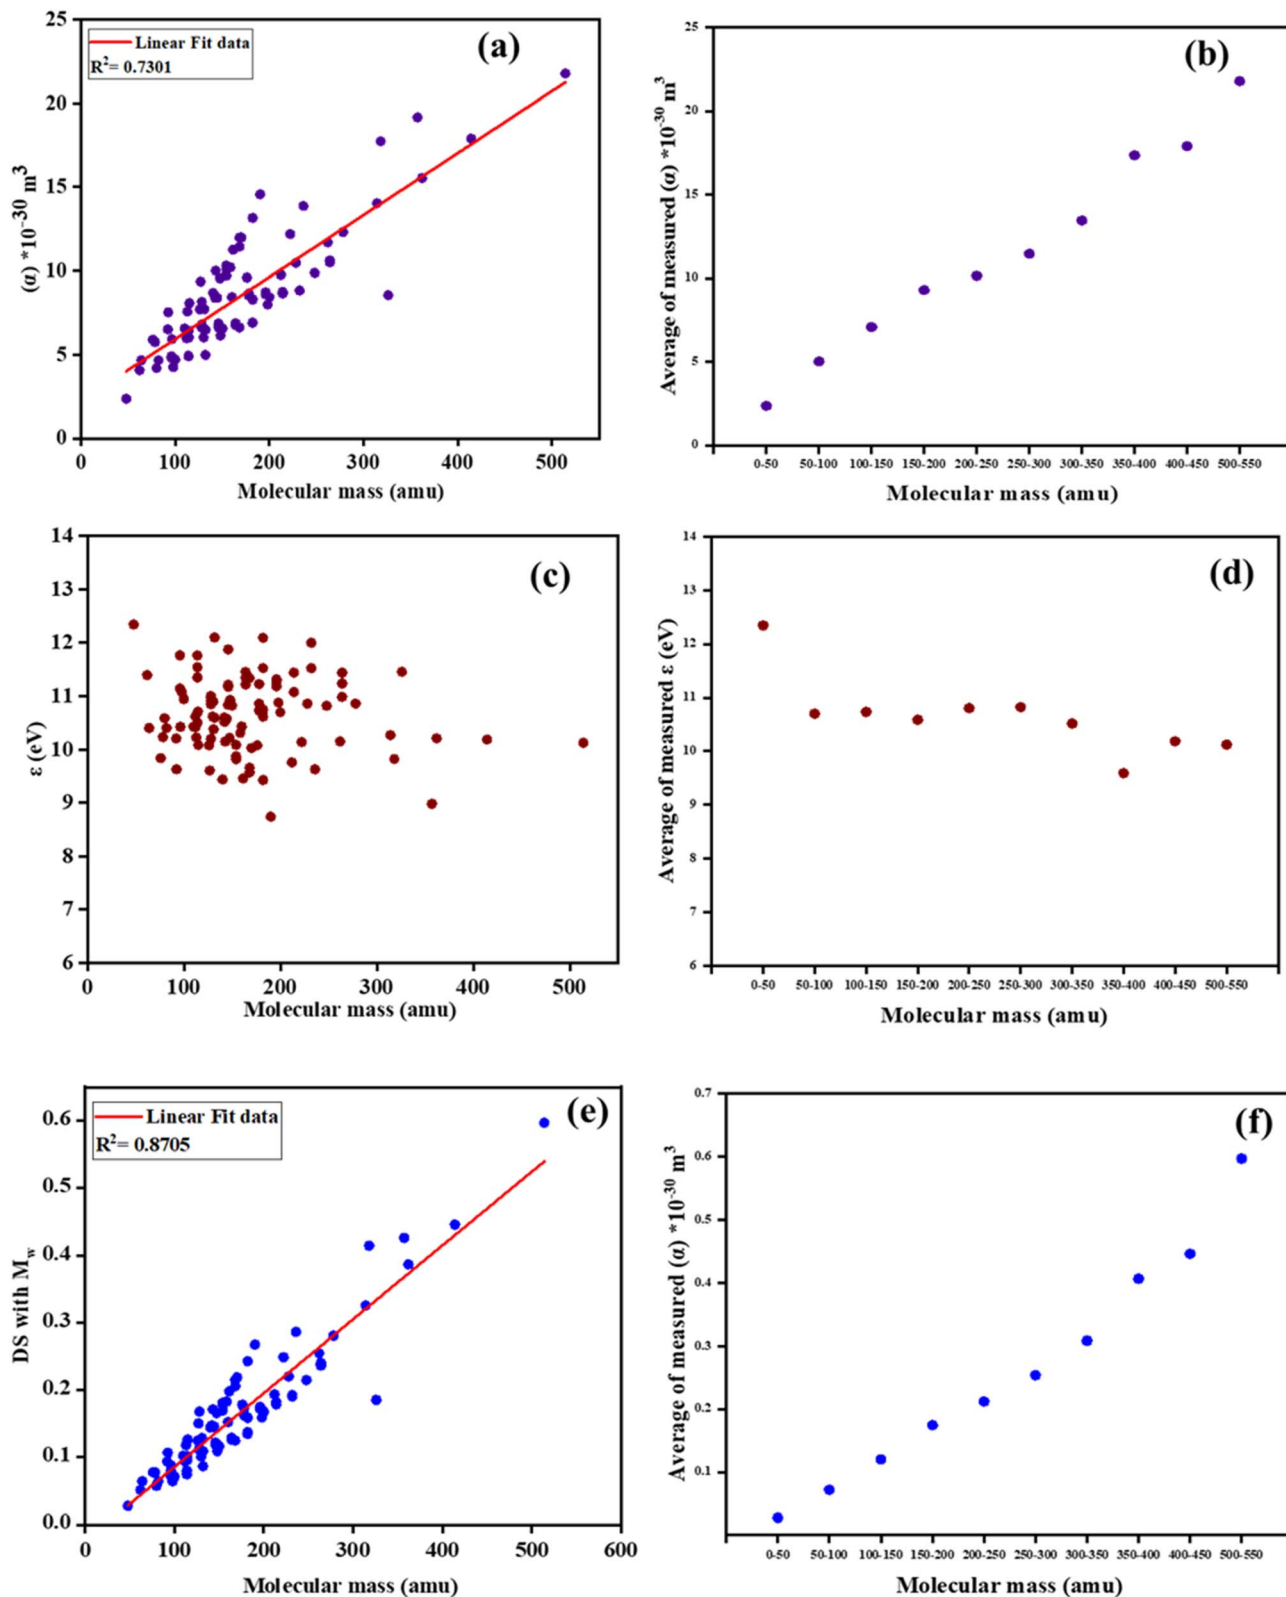 25
20
15
10
5
0
(α) *10⁻³⁰ m³
Linear Fit data
R²= 0.7301
(a)
0 100 200 300 400 500
Molecular mass (amu)
25
20
15
10
5
0
Average of measured (α) *10⁻³⁰ m³
(b)
0-50 50-100 100-150 150-200 200-250 250-300 300-350 350-400 400-450 500-550
Molecular mass (amu)
14
13
12
11
10
9
8
7
6
ε (eV)
(c)
0 100 200 300 400 500
Molecular mass (amu)
14
13
12
11
10
9
8
7
6
Average of measured ε (eV)
(d)
0-50 50-100 100-150 150-200 200-250 250-300 300-350 350-400 400-450 500-550
Molecular mass (amu)
0.6
0.5
0.4
0.3
0.2
0.1
0.0
DS with M_w
Linear Fit data
R²= 0.8705
(e)
0 100 200 300 400 500 600
Molecular mass (amu)
0.7
0.6
0.5
0.4
0.3
0.2
0.1
Average of measured (α) *10⁻³⁰ m³
(f)
0-50 50-100 100-150 150-200 200-250 250-300 300-350 350-400 400-450 500-550
Molecular mass (amu)